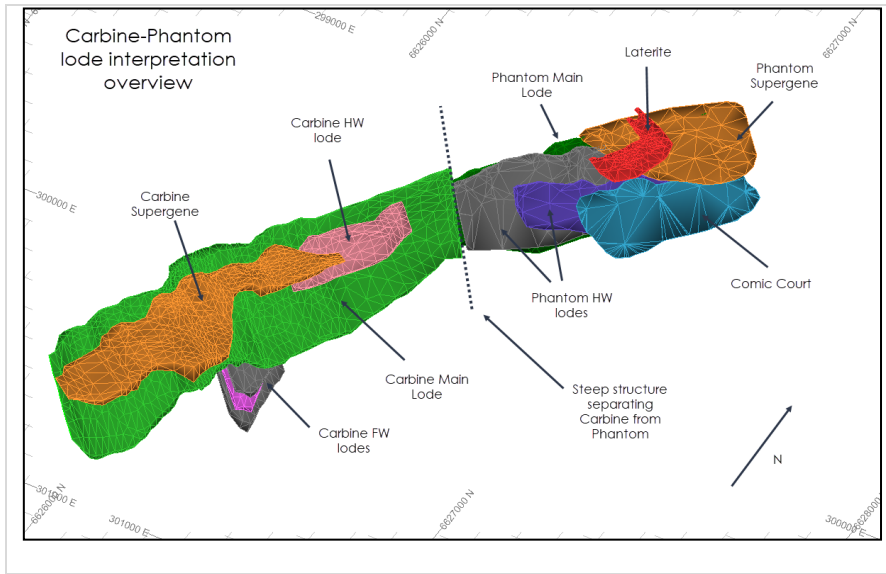 Carbine-Phantom
lode interpretation
overview
299000 E
6626000 N
6627000 N
Laterite
Phantom Main
Lode
Phantom
Supergene
Carbine HW
lode
300000 E
Carbine
Supergene
Phantom HW
lodes
Comic Court
Carbine Main
Lode
Steep structure
separating
Carbine from
Phantom
Carbine FW
lodes
N
301000 E
6626000 N
301000 E
6627000 N
300000 E
6628000 N